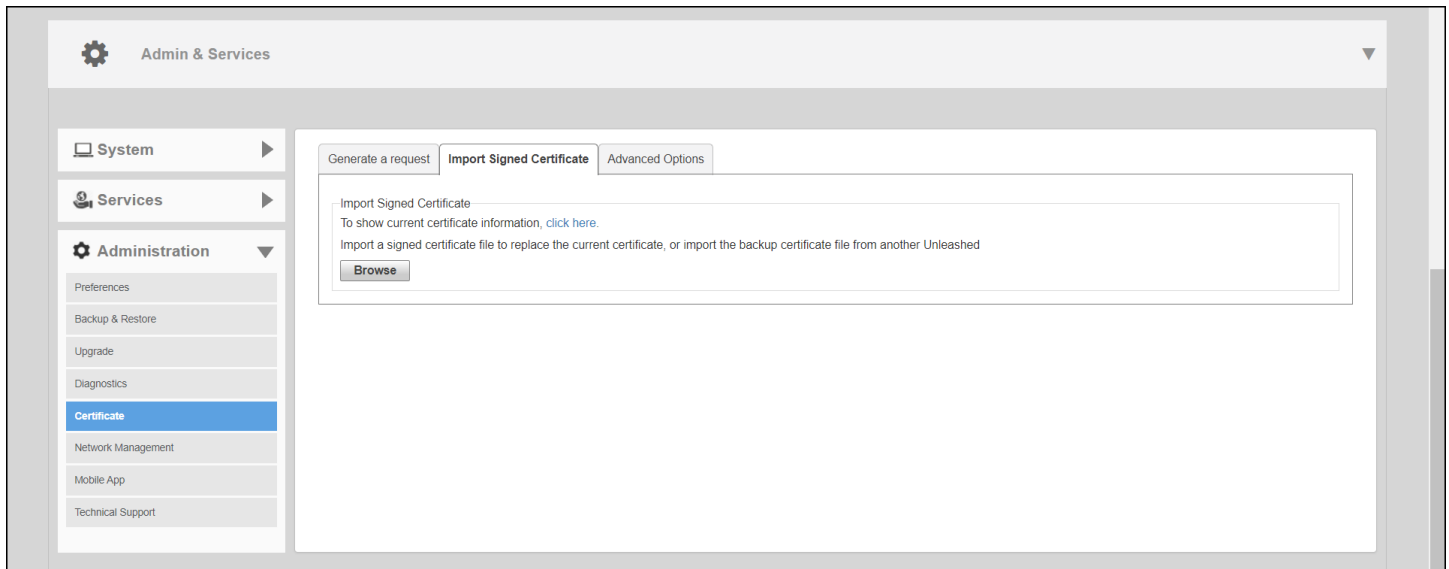 Admin & Services
System
Services
Administration
Preferences
Backup & Restore
Upgrade
Diagnostics
Certificate
Network Management
Mobile App
Technical Support
Generate a request
Import Signed Certificate
Advanced Options
Import Signed Certificate
To show current certificate information, click here.
Import a signed certificate file to replace the current certificate, or import the backup certificate file from another Unleashed
Browse